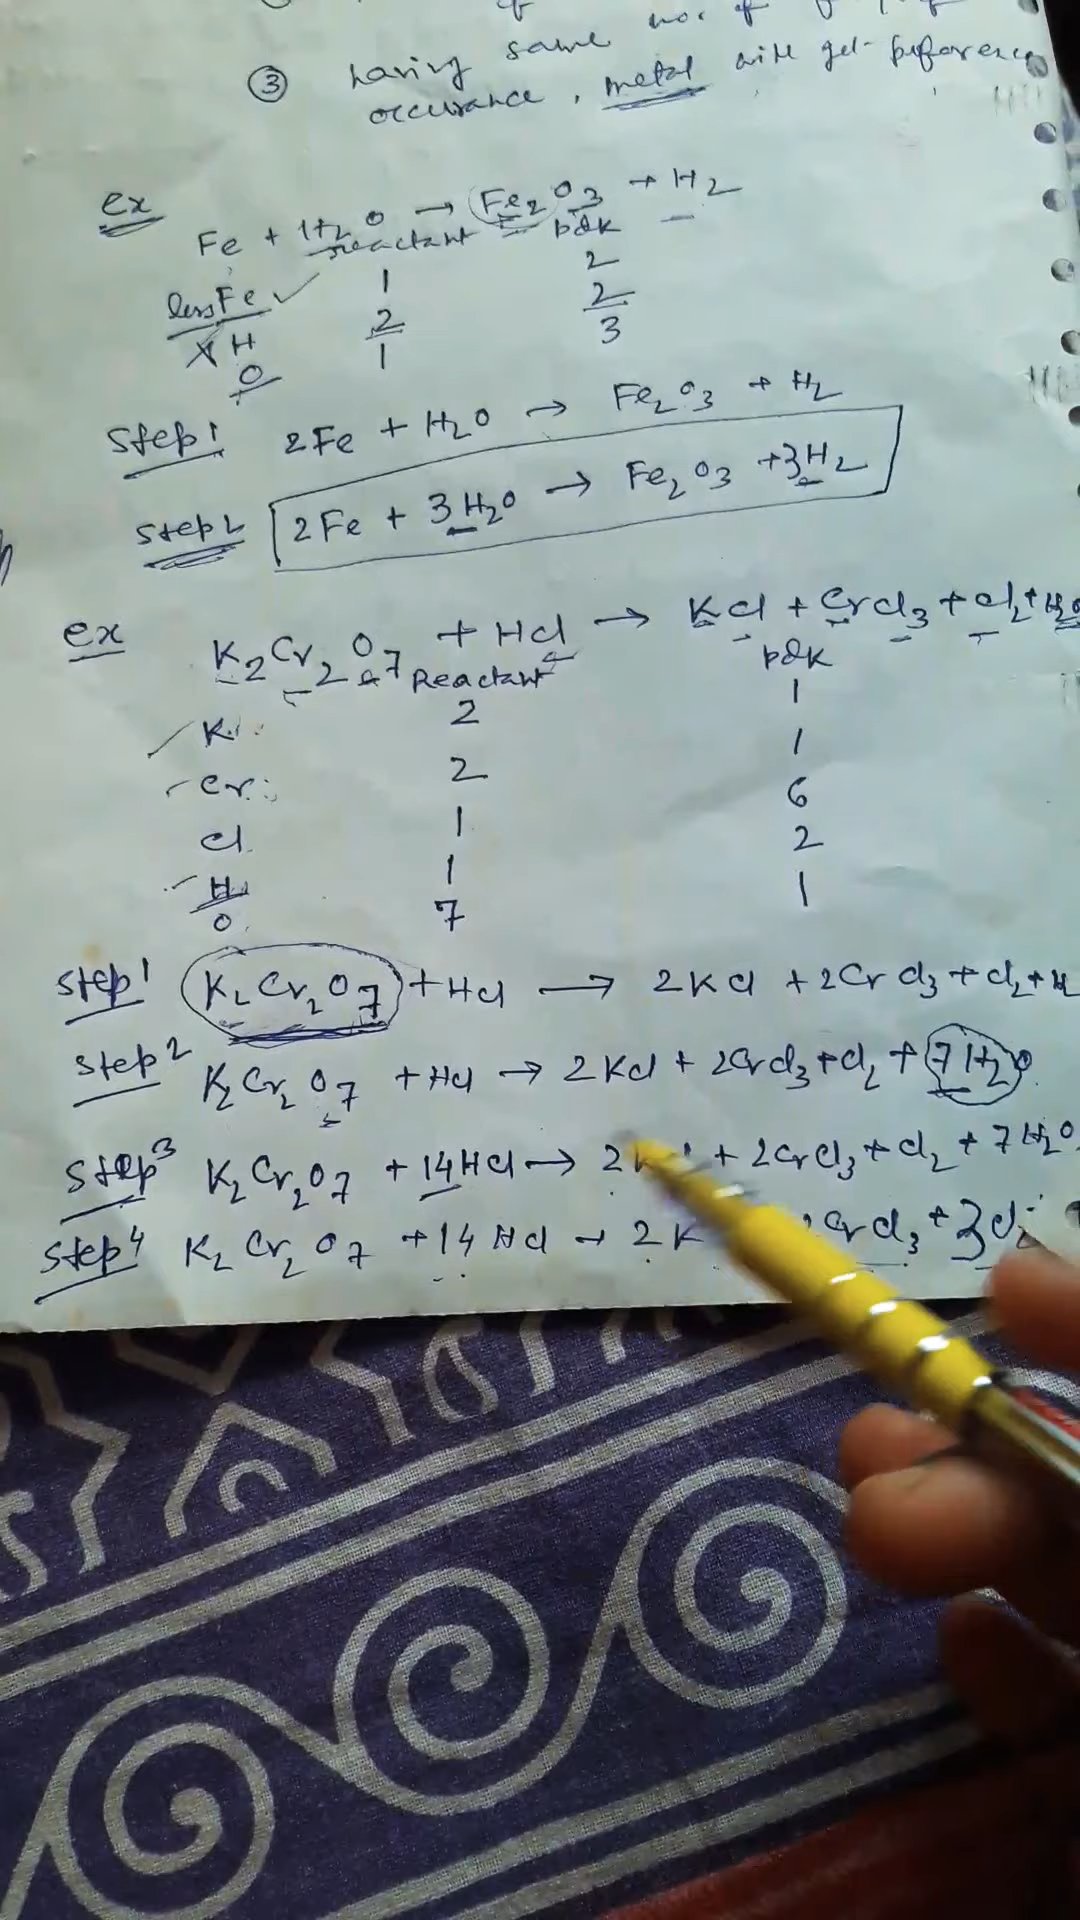 ③ having same no. of
occurance, metal will get preference
ex
Fe + H2O → Fe2O3 + H2
reactant pdk
less Fe ✓ 1 2
x H 2 2
O 1 3
Step 1 2Fe + H2O → Fe2O3 + H2
Step 2 2Fe + 3H2O → Fe2O3 + 3H2
ex K2Cr2O7 + HCl → KCl + CrCl3 + Cl2 + H2O
Reactant pdk
K 2 1
Cr 2 1
Cl 1 6
H 1 2
O 7 1
Step 1 K2Cr2O7 + HCl → 2KCl + 2CrCl3 + Cl2 + H
Step 2 K2Cr2O7 + HCl → 2KCl + 2CrCl3 + Cl2 + 7H2O
Step 3 K2Cr2O7 + 14HCl → 2K + 2CrCl3 + Cl2 + 7H2O
Step 4 K2Cr2O7 + 14HCl → 2K CrCl3 + 3Cl2